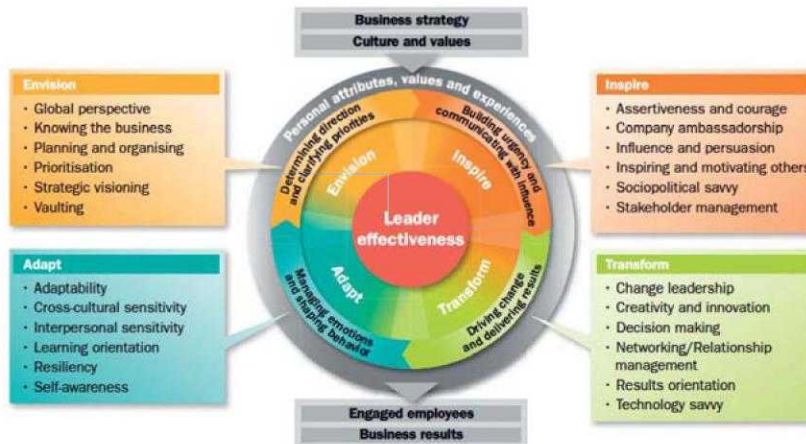 Business strategy
Culture and values
Personal attributes, values and experiences
Envision
• Global perspective
• Knowing the business
• Planning and organising
• Prioritisation
• Strategic visioning
• Vaulting
Determining direction
and clarifying priorities
Envision
Building urgency and
communicating with influence
Inspire
Inspire
• Assertiveness and courage
• Company ambassadorship
• Influence and persuasion
• Inspiring and motivating others
• Sociopolitical savvy
• Stakeholder management
Leader
effectiveness
Adapt
• Adaptability
• Cross-cultural sensitivity
• Interpersonal sensitivity
• Learning orientation
• Resiliency
• Self-awareness
Adapt
Managing emotions
and shaping behavior
Transform
Driving change
and delivering results
Transform
• Change leadership
• Creativity and innovation
• Decision making
• Networking/Relationship
management
• Results orientation
• Technology savvy
Engaged employees
Business results